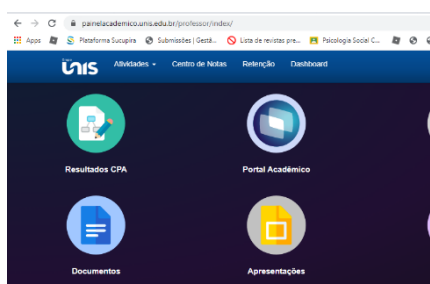 painelacademico.unis.edu.br/professor/index/
Apps Plataforma Sucupira Submissões | Gestã... Lista de revistas pre... Psicologia Social C...
unis Atividades Centro de Notas Retenção Dashboard
Resultados CPA Portal Acadêmico
Documentos Apresentações